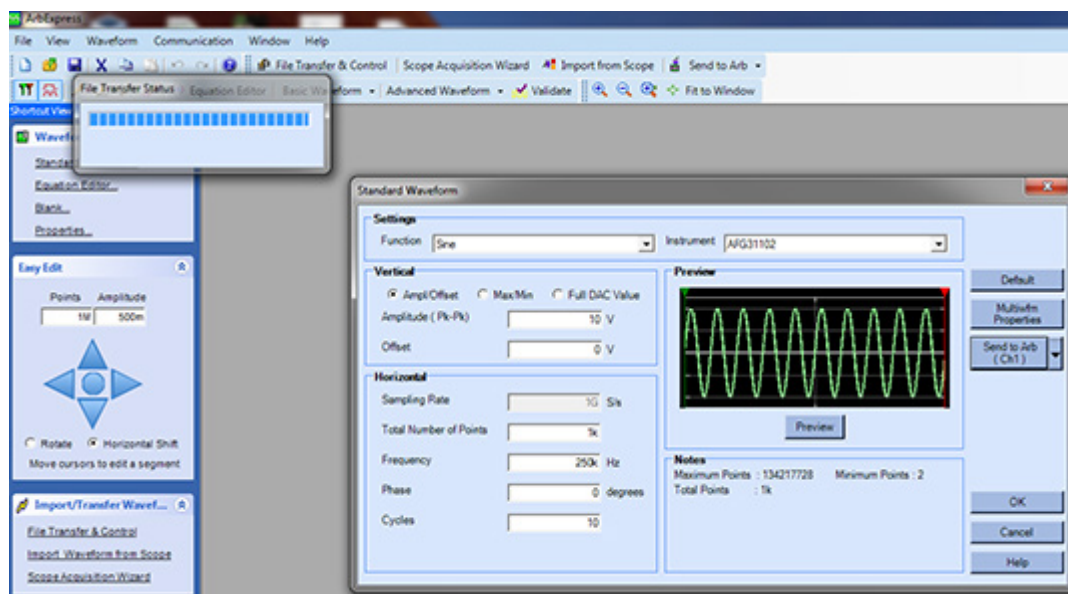 ArbExpress
File View Waveform Communication Window Help
File Transfer & Control Scope Acquisition Wizard Import from Scope Send to Arb
File Transfer Status Equation Editor Basic Waveform Advanced Waveform Validate Fit to Window
Shortcut View
Standard Waveform
Equation Editor...
Blank...
Properties...
Settings
Function Sine Instrument AFG31102
Easy Edit
Points Amplitude
1M 500m
Rotate Horizontal Shift
Move cursors to edit a segment
Import/Transfer Wavef...
File Transfer & Control
Import Waveform from Scope
Scope Acquisition Wizard
Vertical
Ampl/Offset Max/Min Full DAC Value
Amplitude ( Pk-Pk) 10 V
Offset 0 V
Horizontal
Sampling Rate 1G S/s
Total Number of Points 1k
Frequency 250k Hz
Phase 0 degrees
Cycles 10
Preview
Preview
Notes
Maximum Points : 134217728 Minimum Points : 2
Total Points : 1k
Default
Multiwfm
Properties
Send to Arb
( Ch1 )
OK
Cancel
Help